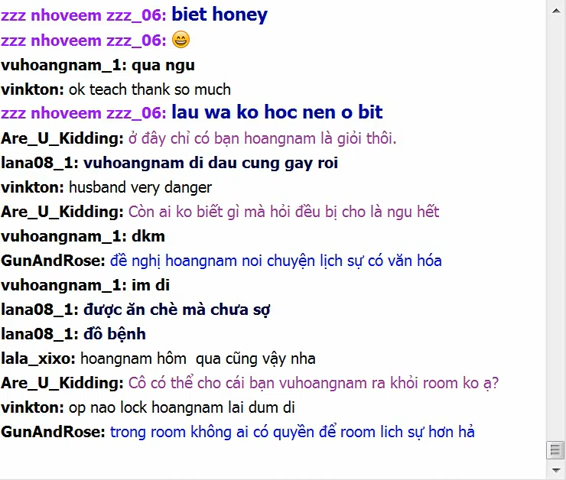 zzz nhoveem zzz_06: biet honey
zzz nhoveem zzz_06: 😄
vuhoangnam_1: qua ngu
vinkton: ok teach thank so much
zzz nhoveem zzz_06: lau wa ko hoc nen o bit
Are_U_Kidding: ở đây chỉ có bạn hoangnam là giỏi thôi.
lana08_1: vuhoangnam di dau cung gay roi
vinkton: husband very danger
Are_U_Kidding: Còn ai ko biết gì mà hỏi đều bị cho là ngu hết
vuhoangnam_1: dkm
GunAndRose: đề nghị hoangnam noi chuyện lịch sự có văn hóa
vuhoangnam_1: im di
lana08_1: được ăn chè mà chưa sợ
lana08_1: đồ bệnh
lala_xixo: hoangnam hôm  qua cũng vậy nha
Are_U_Kidding: Cô có thể cho cái bạn vuhoangnam ra khỏi room ko ạ?
vinkton: op nao lock hoangnam lai dum di
GunAndRose: trong room không ai có quyền để room lich sự hơn hả